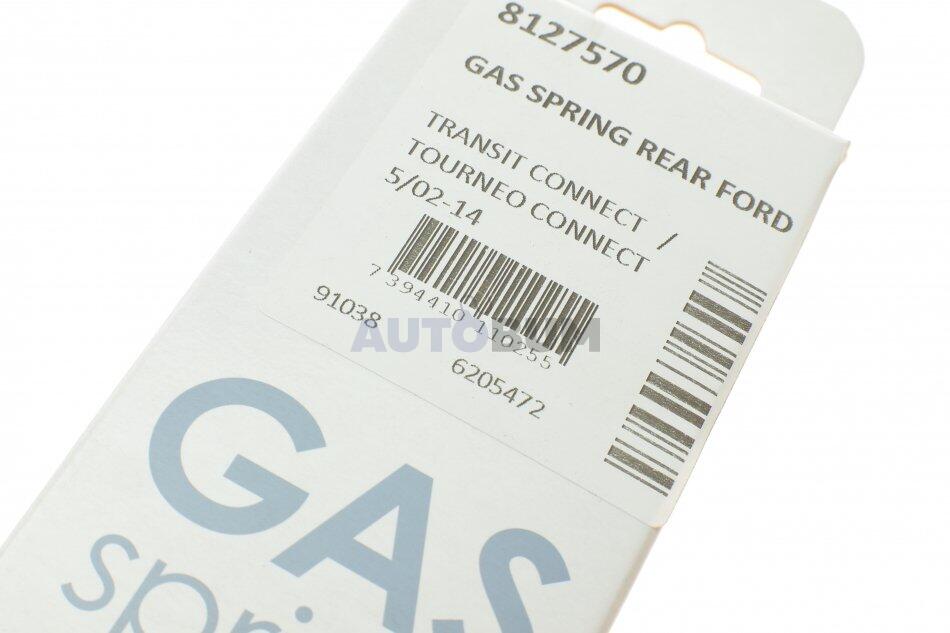 8127570
GAS SPRING REAR FORD
TRANSIT CONNECT /
TOURNEO CONNECT
5/02-14
7 394410 110255
91038
AUTOBUM
6205472
GAS
spri